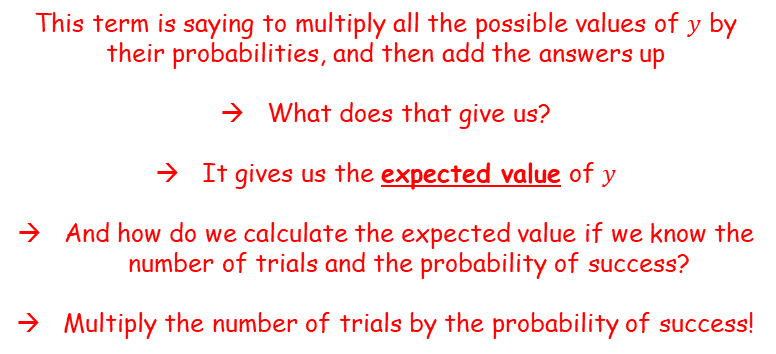 This term is saying to multiply all the possible values of y by
their probabilities, and then add the answers up
→ What does that give us?
→ It gives us the expected value of y
→ And how do we calculate the expected value if we know the
number of trials and the probability of success?
→ Multiply the number of trials by the probability of success!